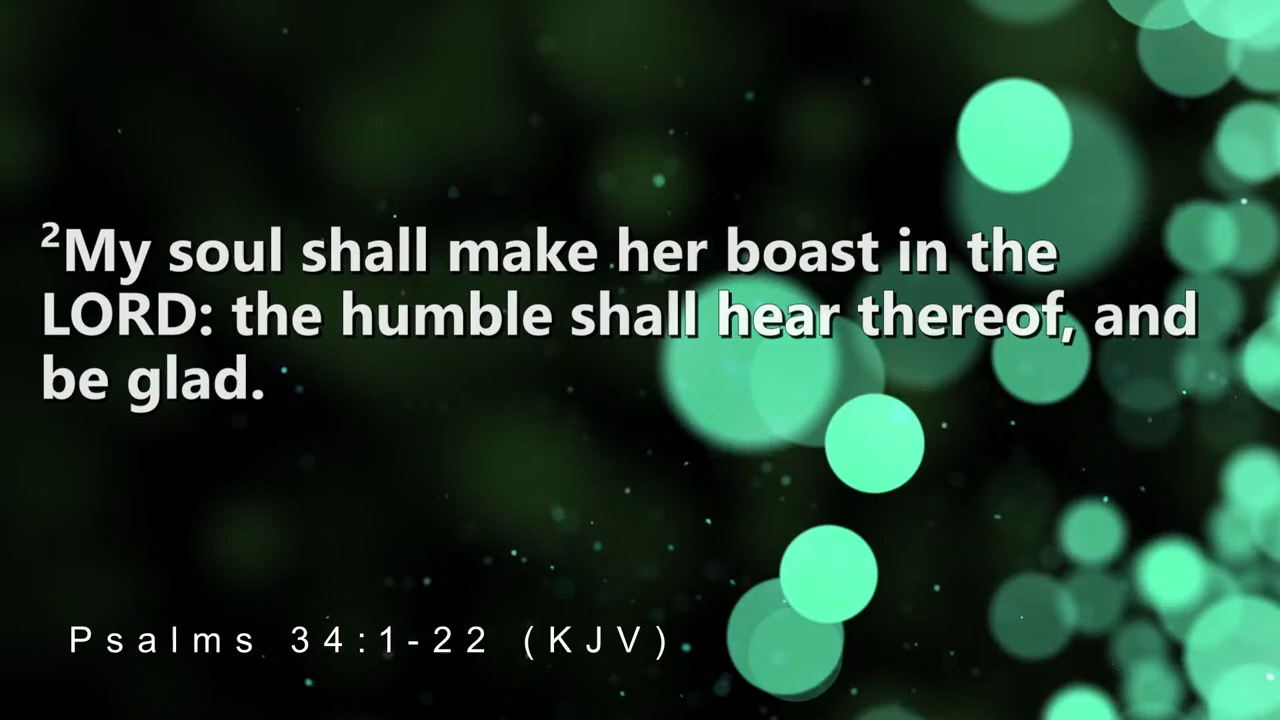 ²My soul shall make her boast in the
LORD: the humble shall hear thereof, and
be glad.
Psalms 34:1-22 (KJV)